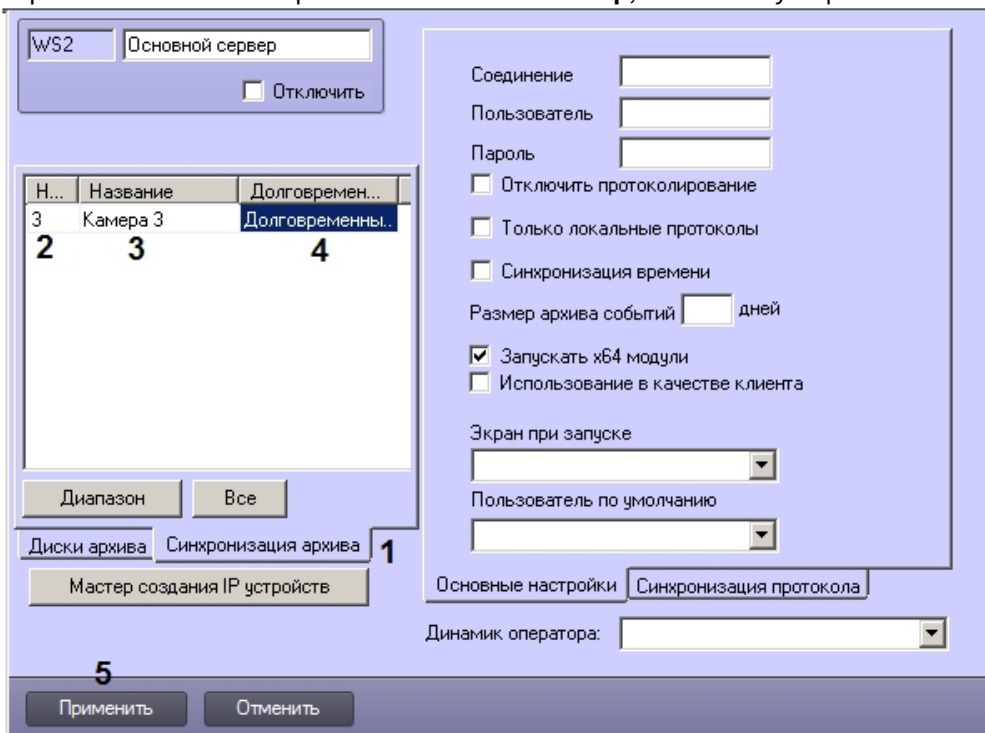 WS2 Основной сервер
Отключить
Н... Название Долговремен...
3 Камера 3 Долговременны..
2 3 4
Диапазон Все
Диски архива Синхронизация архива 1
Мастер создания IP устройств
Соединение
Пользователь
Пароль
Отключить протоколирование
Только локальные протоколы
Синхронизация времени
Размер архива событий дней
Запускать x64 модули
Использование в качестве клиента
Экран при запуске
Пользователь по умолчанию
Основные настройки Синхронизация протокола
Динамик оператора:
5
Применить Отменить